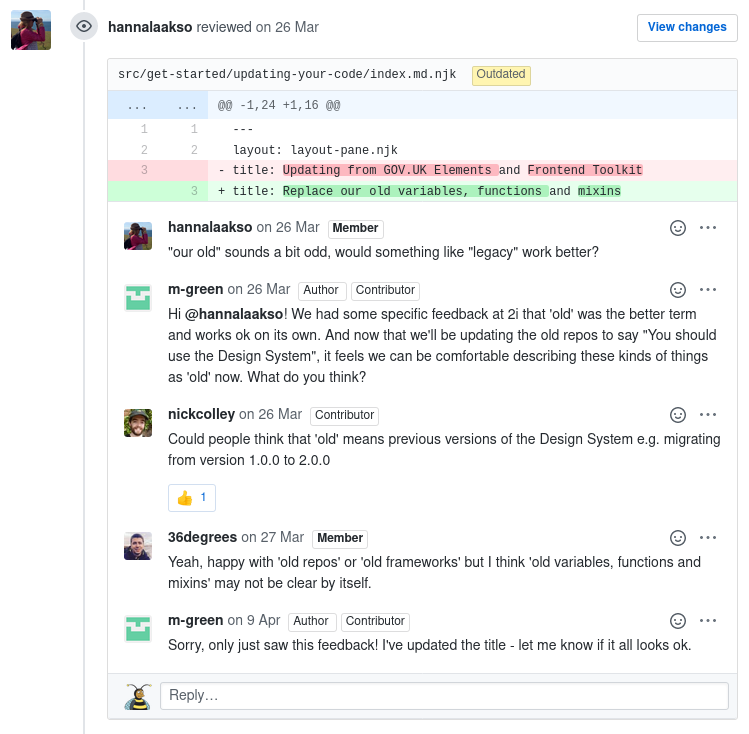 hannalaakso reviewed on 26 Mar
View changes
src/get-started/updating-your-code/index.md.njk Outdated
... ... @@ -1,24 +1,16 @@
1 1 ---
2 2 layout: layout-pane.njk
3 - title: Updating from GOV.UK Elements and Frontend Toolkit
3 + title: Replace our old variables, functions and mixins
hannalaakso on 26 Mar Member
"our old" sounds a bit odd, would something like "legacy" work better?
m-green on 26 Mar Author Contributor
Hi @hannalaakso! We had some specific feedback at 2i that 'old' was the better term
and works ok on its own. And now that we'll be updating the old repos to say "You should
use the Design System", it feels we can be comfortable describing these kinds of things
as 'old' now. What do you think?
nickcolley on 26 Mar Contributor
Could people think that 'old' means previous versions of the Design System e.g. migrating
from version 1.0.0 to 2.0.0
👍 1
36degrees on 27 Mar Member
Yeah, happy with 'old repos' or 'old frameworks' but I think 'old variables, functions and
mixins' may not be clear by itself.
m-green on 9 Apr Author Contributor
Sorry, only just saw this feedback! I've updated the title - let me know if it all looks ok.
Reply…